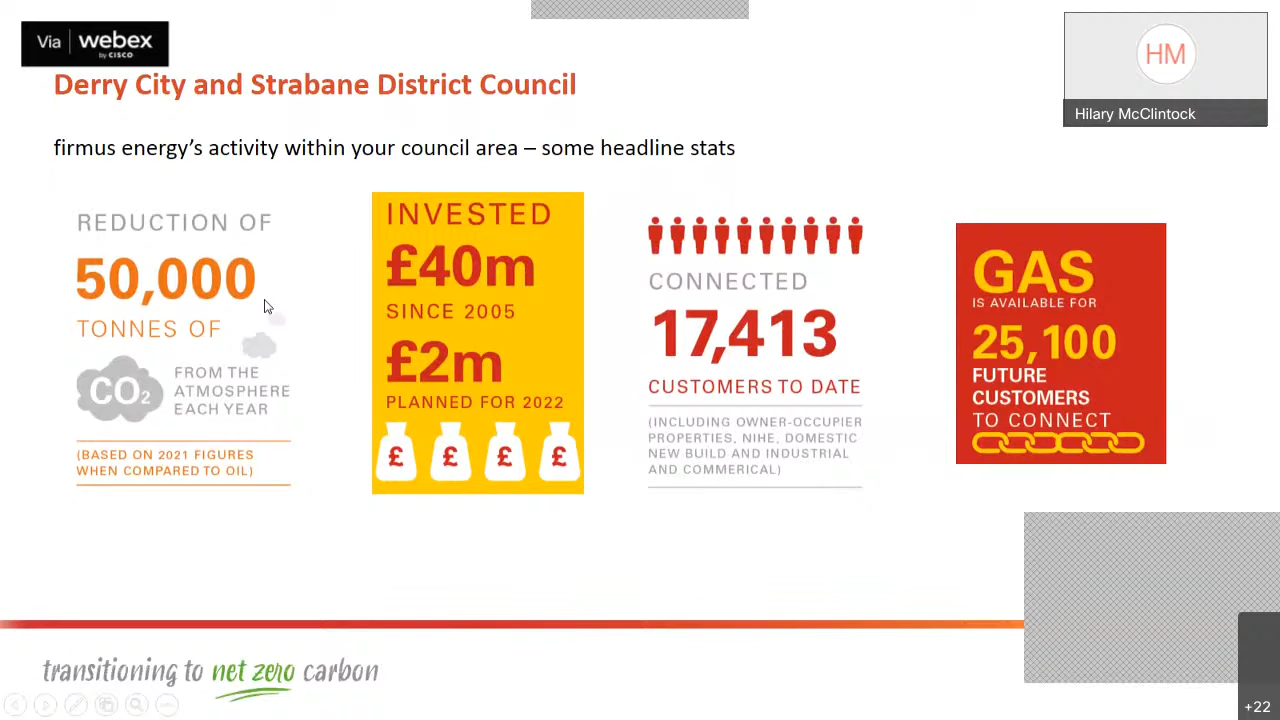 Via webex
by CISCO
HM
Hilary McClintock
Derry City and Strabane District Council
firmus energy’s activity within your council area – some headline stats
REDUCTION OF
50,000
TONNES OF
CO2
FROM THE
ATMOSPHERE
EACH YEAR
(BASED ON 2021 FIGURES
WHEN COMPARED TO OIL)
INVESTED
£40m
SINCE 2005
£2m
PLANNED FOR 2022
£ £ £ £
CONNECTED
17,413
CUSTOMERS TO DATE
(INCLUDING OWNER-OCCUPIER
PROPERTIES, NIHE, DOMESTIC
NEW BUILD AND INDUSTRIAL
AND COMMERICAL)
GAS
IS AVAILABLE FOR
25,100
FUTURE
CUSTOMERS
TO CONNECT
transitioning to net zero carbon
+22